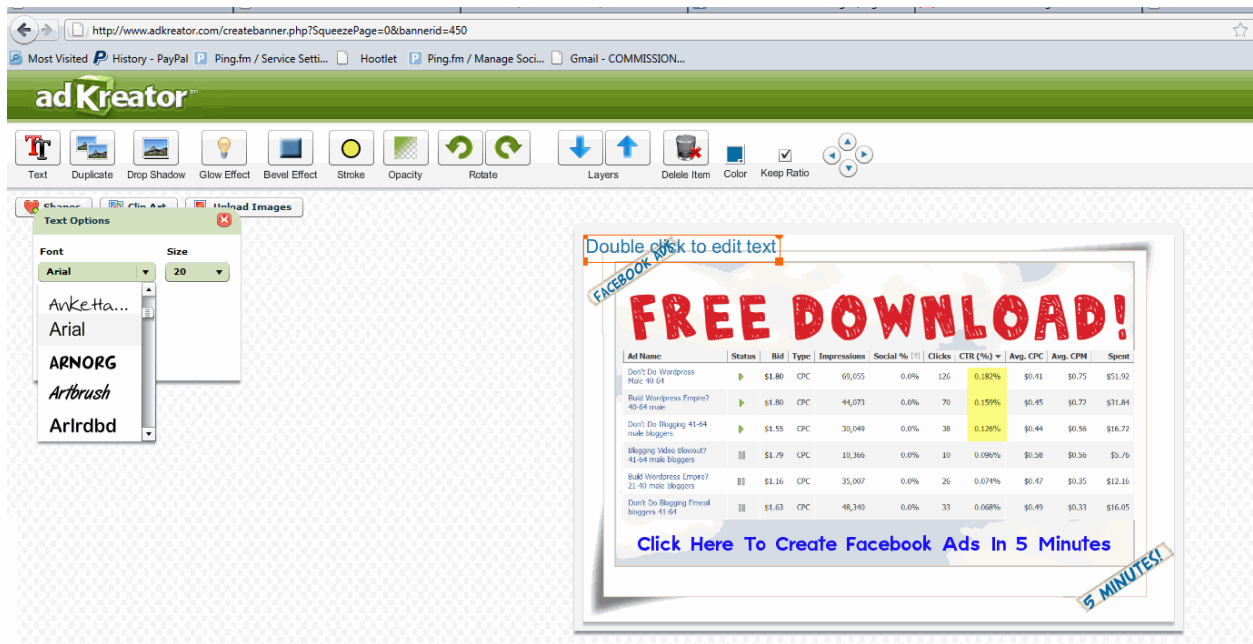 http://www.adkreator.com/createbanner.php?SqueezePage=0&bannerid=450
Most Visited History - PayPal Ping.fm / Service Setti... Hootlet Ping.fm / Manage Soci... Gmail - COMMISSION...
adKreator
Text Duplicate Drop Shadow Glow Effect Bevel Effect Stroke Opacity Rotate Layers Delele Item Color Keep Ratio
Shapes Clip Art Upload Images
Text Options
Font Size
Arial 20
AnkeHa...
Arial
ARNORG
Artbrush
Arlrdbd
Double click to edit text
FACEBOOK ADS
FREE DOWNLOAD!
Ad Name Status Bid Type Impressions Social % [?] Clicks CTR (%) Avg. CPC Avg. CPM Spent
Don't Do Wordpress
Male 40-64 $1.80 CPC 69,055 0.0% 126 0.182% $0.41 $0.75 $51.92
Build Wordpress Empire?
40-64 male $1.80 CPC 44,073 0.0% 70 0.159% $0.45 $0.72 $31.84
Don't Do Blogging 41-64
male bloggers $1.55 CPC 30,049 0.0% 38 0.126% $0.44 $0.56 $16.72
Blogging Video Blowout?
41-64 male bloggers $1.79 CPC 10,366 0.0% 10 0.096% $0.58 $0.56 $5.76
Build Wordpress Empire?
21-40 male bloggers $1.16 CPC 35,007 0.0% 26 0.074% $0.47 $0.35 $12.16
Don't Do Blogging
bloggers 41-64 $1.63 CPC 48,340 0.0% 33 0.068% $0.49 $0.33 $16.05
Click Here To Create Facebook Ads In 5 Minutes
5 MINUTES!